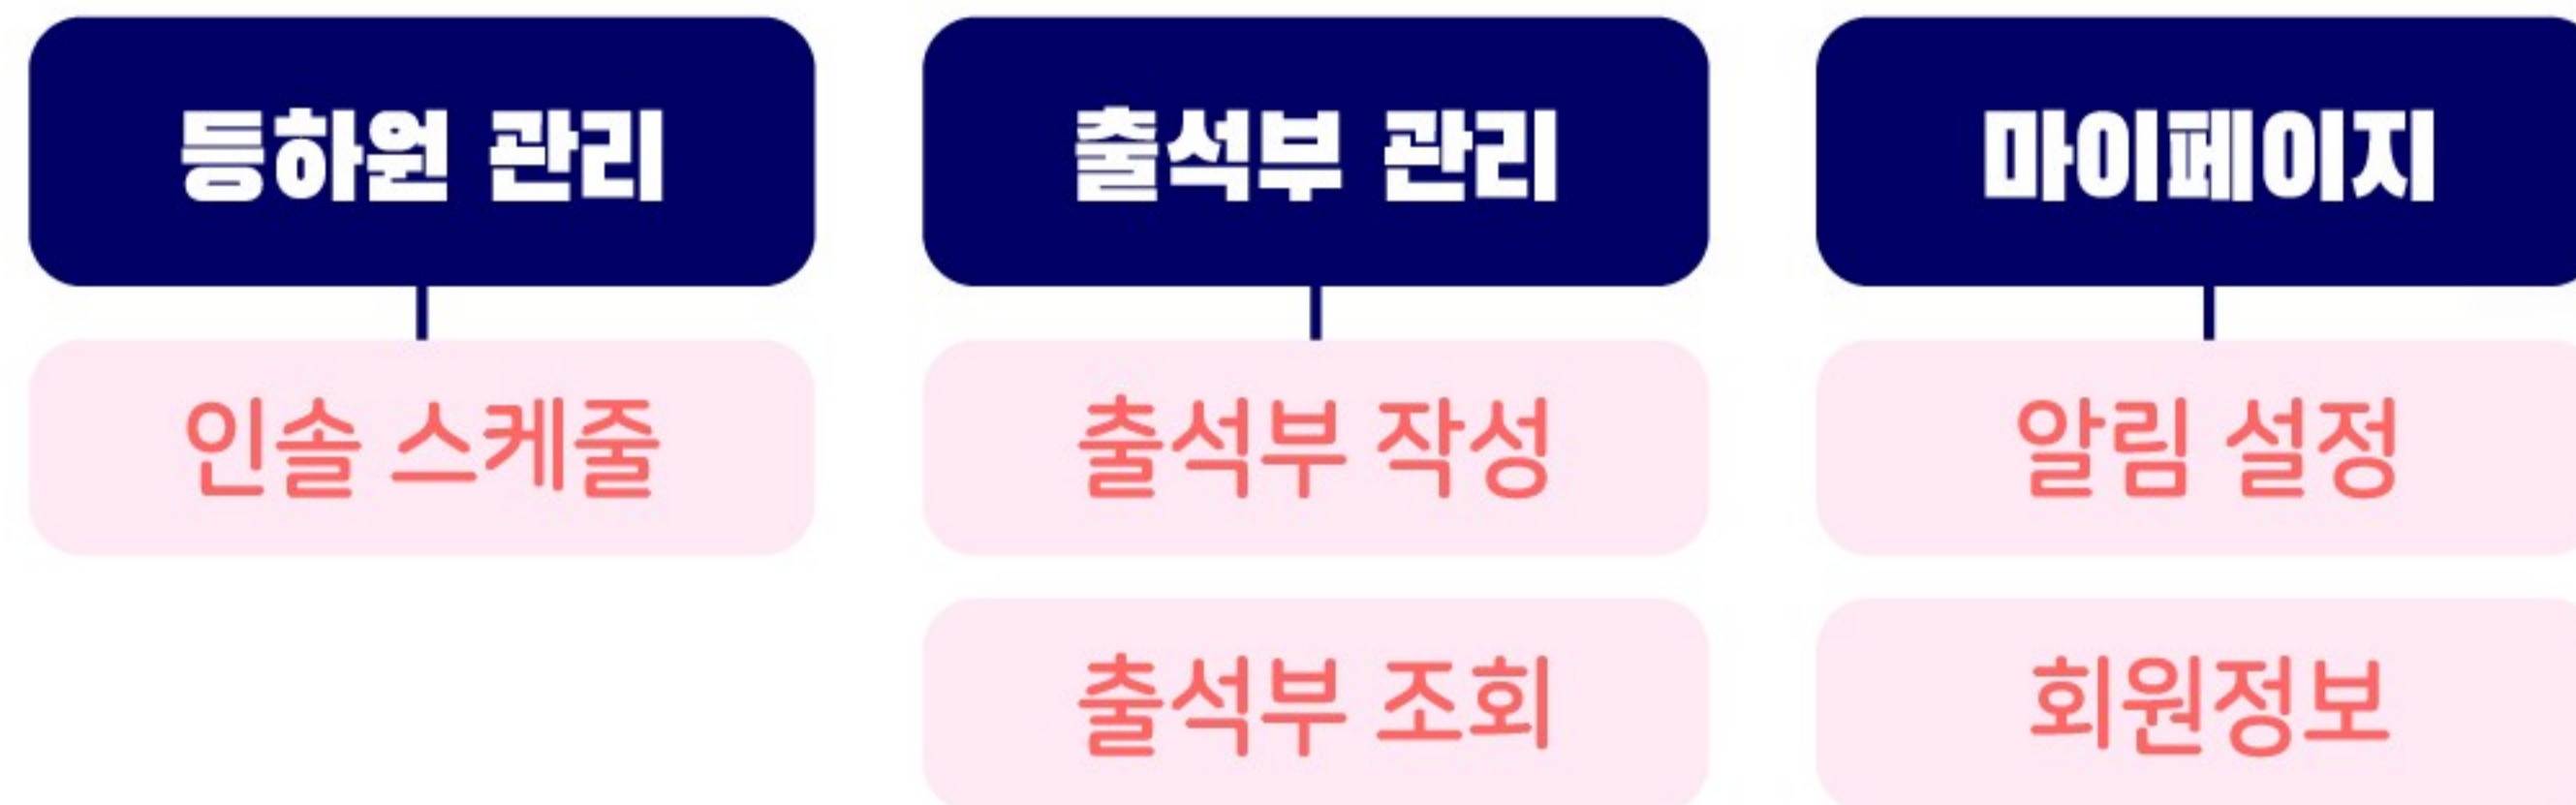 등하원 관리
인솔 스케줄
출석부 관리
출석부 작성
출석부 조회
마이페이지
알림 설정
회원정보